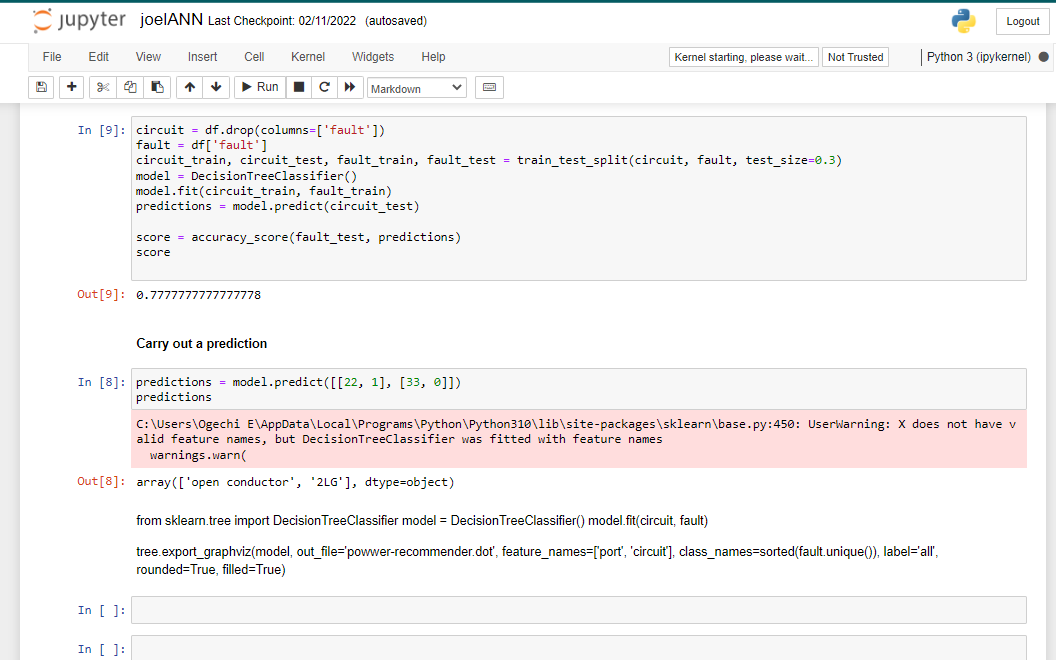 jupyter joelANN Last Checkpoint: 02/11/2022 (autosaved) Logout
File Edit View Insert Cell Kernel Widgets Help Kernel starting, please wait... Not Trusted Python 3 (ipykernel)
Run Markdown
In [9]: circuit = df.drop(columns=['fault'])
fault = df['fault']
circuit_train, circuit_test, fault_train, fault_test = train_test_split(circuit, fault, test_size=0.3)
model = DecisionTreeClassifier()
model.fit(circuit_train, fault_train)
predictions = model.predict(circuit_test)
score = accuracy_score(fault_test, predictions)
score
Out[9]: 0.7777777777777778
Carry out a prediction
In [8]: predictions = model.predict([[22, 1], [33, 0]])
predictions
C:\Users\Ogechi E\AppData\Local\Programs\Python\Python310\lib\site-packages\sklearn\base.py:450: UserWarning: X does not have v
alid feature names, but DecisionTreeClassifier was fitted with feature names
warnings.warn(
Out[8]: array(['open conductor', '2LG'], dtype=object)
from sklearn.tree import DecisionTreeClassifier model = DecisionTreeClassifier() model.fit(circuit, fault)
tree.export_graphviz(model, out_file='powwer-recommender.dot', feature_names=['port', 'circuit'], class_names=sorted(fault.unique()), label='all',
rounded=True, filled=True)
In [ ]:
In [ ]: